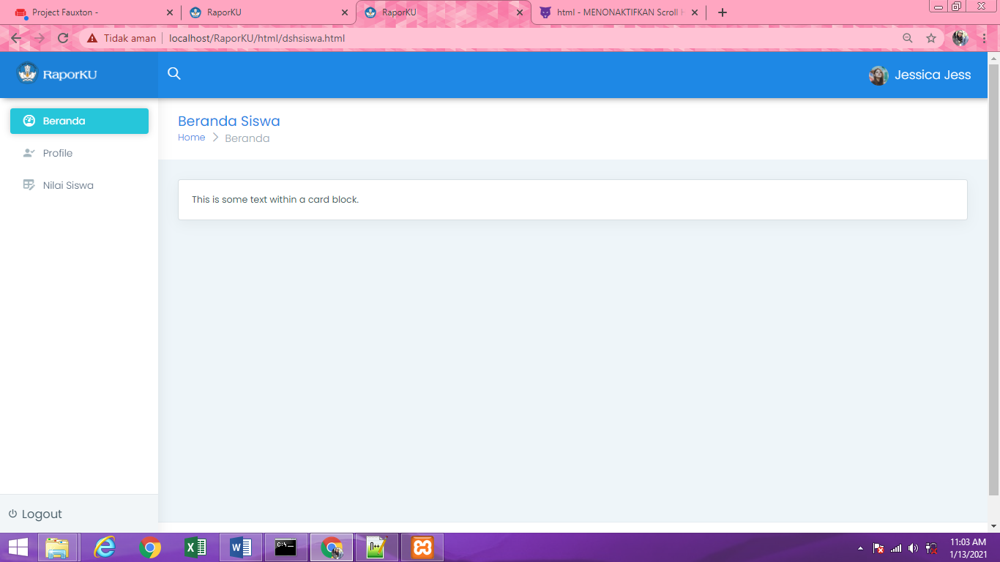 Project Fauxton -
RaporKU
RaporKU
html - MENONAKTIFKAN Scroll
Tidak aman
localhost/RaporKU/html/dshsiswa.html
RaporKU
Jessica Jess
Beranda
Profile
Nilai Siswa
Beranda Siswa
Home
Beranda
This is some text within a card block.
Logout
11:03 AM
1/13/2021